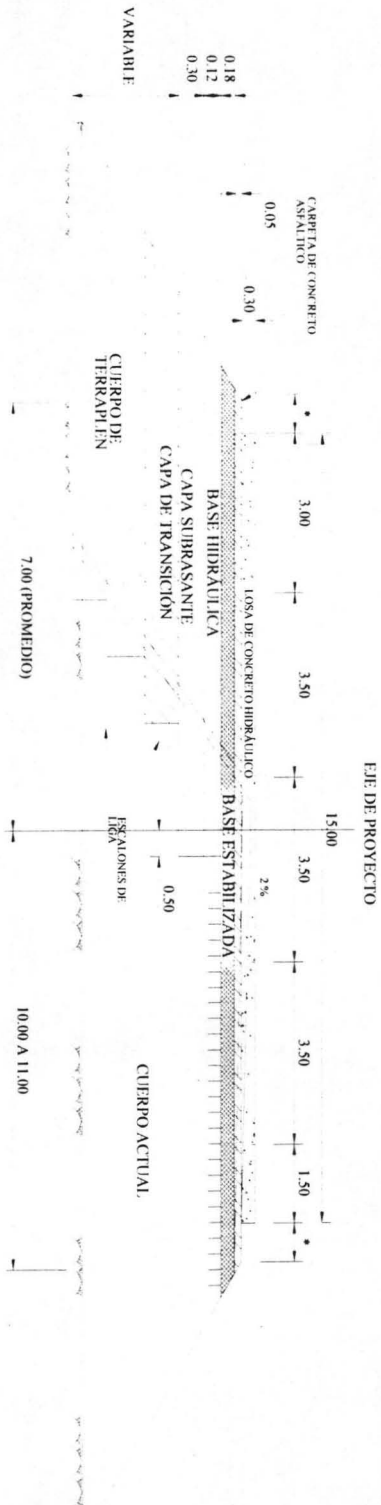 EJE DE PROYECTO
15.00
*
3.00
3.50
3.50
3.50
1.50
*
CARPETA DE CONCRETO
ASFÁLTICO
0.05
0.30
2%
LOSA DE CONCRETO HIDRÁULICO
0.18
0.12
0.30
VARIABLE
BASE HIDRÁULICA
BASE ESTABILIZADA
CAPA SUBRASANTE
CAPA DE TRANSICIÓN
0.50
CUERPO DE
TERRAPLEN
ESCALONES DE
LIGA
CUERPO ACTUAL
7.00 (PROMEDIO)
10.00 A 11.00